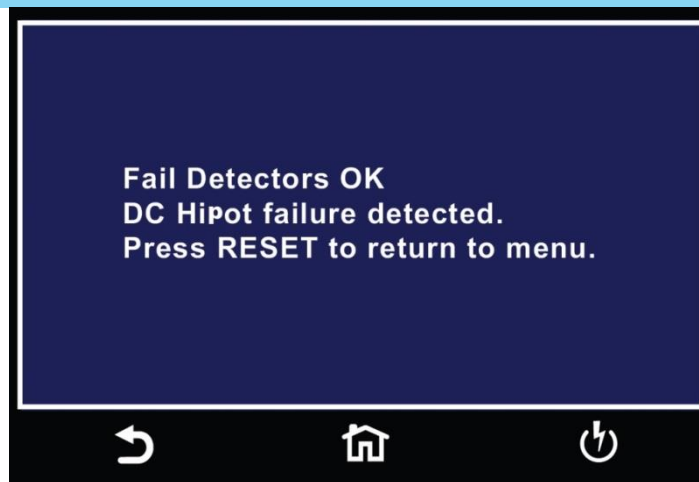 Fail Detectors OK
DC Hipot failure detected.
Press RESET to return to menu.